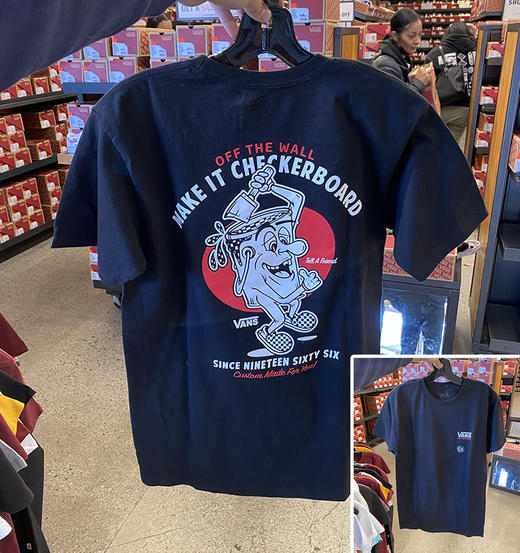 OFF THE WALL
MAKE IT CHECKERBOARD
Tell A Friend
VANS
SINCE NINETEEN SIXTY SIX
Custom Made For You!
VANS